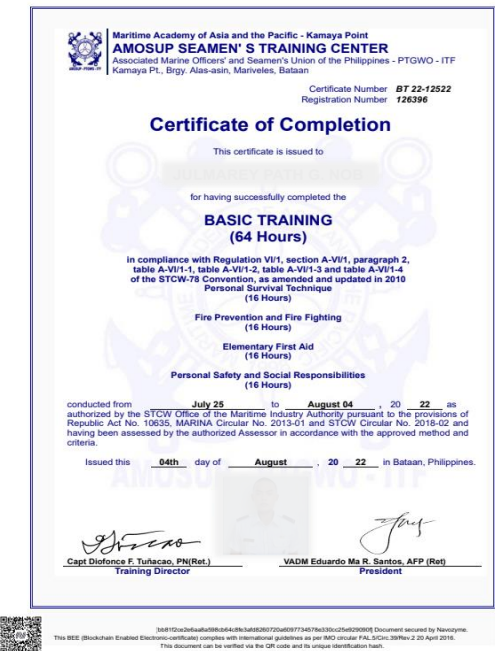 Maritime Academy of Asia and the Pacific - Kamaya Point
AMOSUP SEAMEN' S TRAINING CENTER
Associated Marine Officers' and Seamen's Union of the Philippines - PTGWO - ITF
Kamaya Pt., Brgy. Alas-asin, Mariveles, Bataan
Certificate Number BT 22-12522
Registration Number 126396
Certificate of Completion
This certificate is issued to
for having successfully completed the
BASIC TRAINING
(64 Hours)
in compliance with Regulation VI/1, section A-VI/1, paragraph 2,
table A-VI/1-1, table A-VI/1-2, table A-VI/1-3 and table A-VI/1-4
of the STCW-78 Convention, as amended and updated in 2010
Personal Survival Technique
(16 Hours)
Fire Prevention and Fire Fighting
(16 Hours)
Elementary First Aid
(16 Hours)
Personal Safety and Social Responsibilities
(16 Hours)
conducted from July 25 to August 04 , 20 22 as
authorized by the STCW Office of the Maritime Industry Authority pursuant to the provisions of
Republic Act No. 10635, MARINA Circular No. 2013-01 and STCW Circular No. 2018-02 and
having been assessed by the authorized Assessor in accordance with the approved method and
criteria.
Issued this 04th day of August , 20 22 in Bataan, Philippines.
AMOSUP - PTGWO - ITF
Capt Diofonce F. Tuñacao, PN(Ret.)
Training Director
VADM Eduardo Ma R. Santos, AFP (Ret)
President
Document secured by Navozyme.
This BEE (Blockchain Enabled Electronic-certificate) complies with international guidelines as per IMO circular FAL.5/Circ.39/Rev.2 20 April 2016.
This document can be verified via the QR code and its unique identification hash.